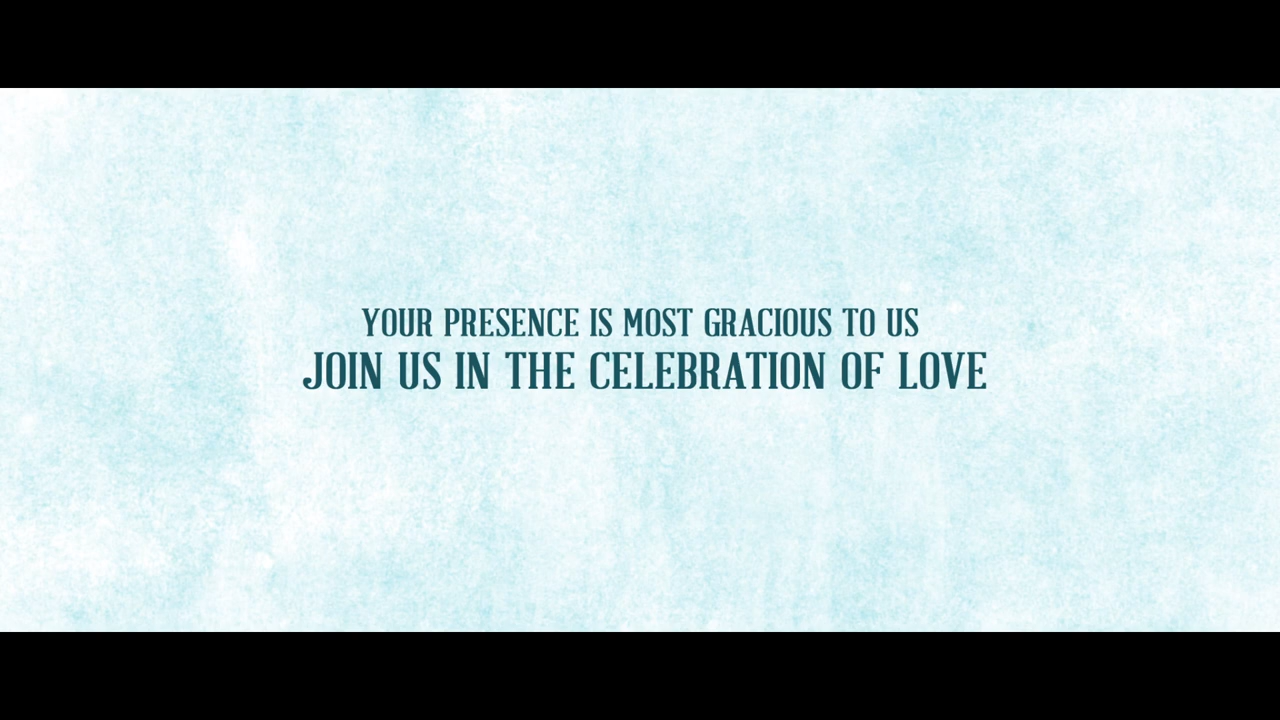 YOUR PRESENCE IS MOST GRACIOUS TO US
JOIN US IN THE CELEBRATION OF LOVE